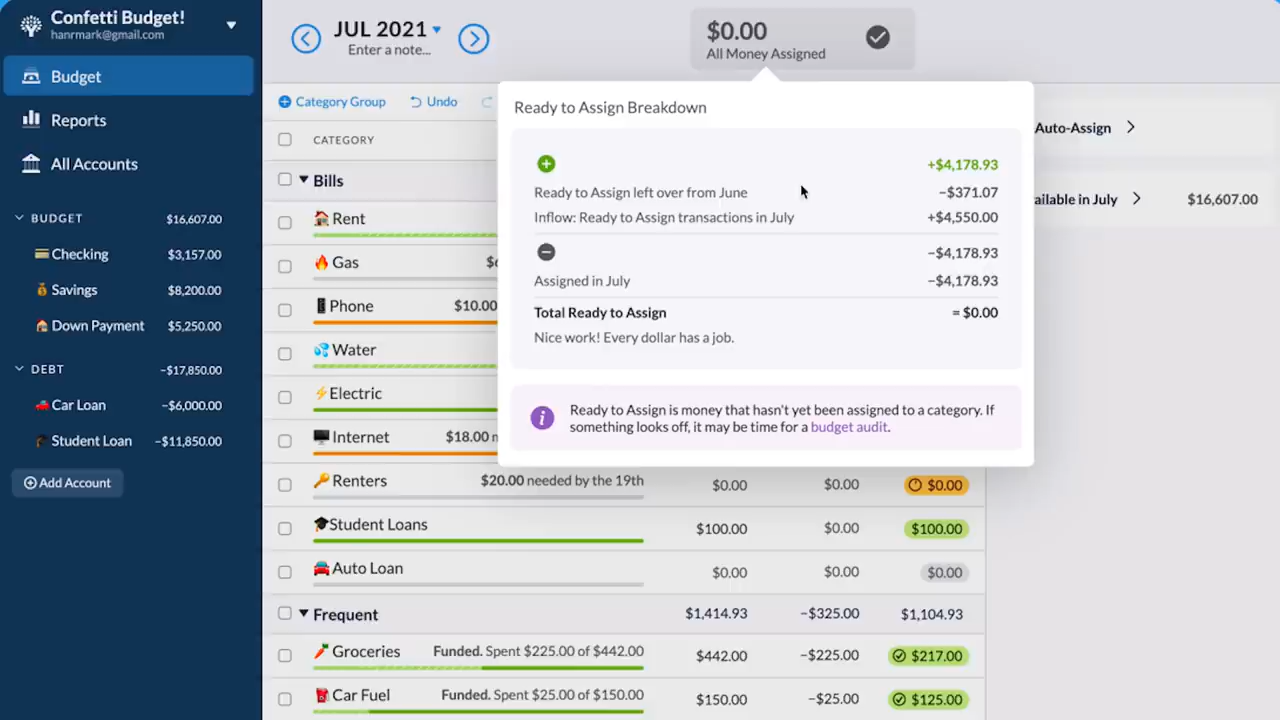 Confetti Budget!
hanrmark@gmail.com
Budget
Reports
All Accounts
BUDGET $16,607.00
Checking $3,157.00
Savings $8,200.00
Down Payment $5,250.00
DEBT −$17,850.00
Car Loan −$6,000.00
Student Loan −$11,850.00
Add Account
JUL 2021
Enter a note...
$0.00
All Money Assigned
Category Group Undo
CATEGORY
Bills
Rent
Gas
Phone $10.00
Water
Electric
Internet $18.00
Renters $20.00 needed by the 19th $0.00 $0.00 $0.00
Student Loans $100.00 $0.00 $100.00
Auto Loan $0.00 $0.00 $0.00
Frequent $1,414.93 −$325.00 $1,104.93
Groceries Funded. Spent $225.00 of $442.00 $442.00 −$225.00 $217.00
Car Fuel Funded. Spent $25.00 of $150.00 $150.00 −$25.00 $125.00
Ready to Assign Breakdown
+$4,178.93
Ready to Assign left over from June −$371.07
Inflow: Ready to Assign transactions in July +$4,550.00
−$4,178.93
Assigned in July −$4,178.93
Total Ready to Assign = $0.00
Nice work! Every dollar has a job.
i
Ready to Assign is money that hasn't yet been assigned to a category. If
something looks off, it may be time for a budget audit.
Auto-Assign
ailable in July $16,607.00